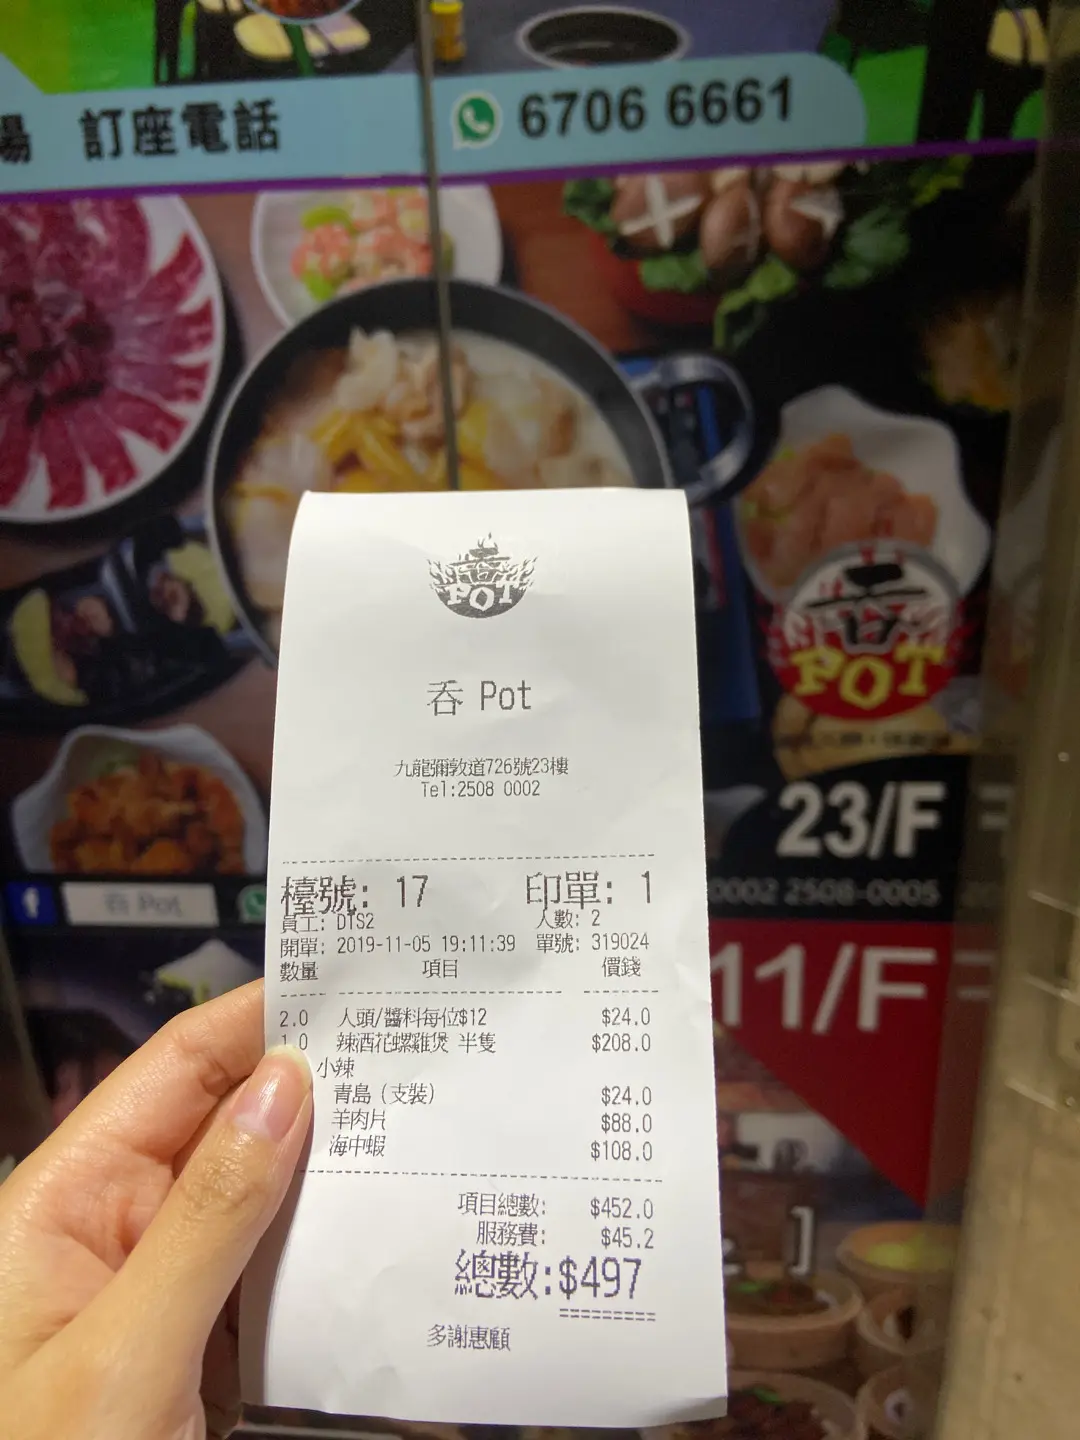 場 訂座電話 6706 6661
吞
POT
吞 Pot
九龍彌敦道726號23樓
Tel:2508 0002
檯號: 17 印單: 1
員工: DTS2 人數: 2
開單: 2019-11-05 19:11:39 單號: 319024
數量 項目 價錢
2.0 人頭/醬料每位$12 $24.0
1.0 辣酒花螺雞煲 半隻 $208.0
小辣
青島（支裝） $24.0
羊肉片 $88.0
海中蝦 $108.0
項目總數: $452.0
服務費: $45.2
總數:$497
多謝惠顧
吞
POT
23/F
0002 2508-0005
f 吞 Pot
11/F